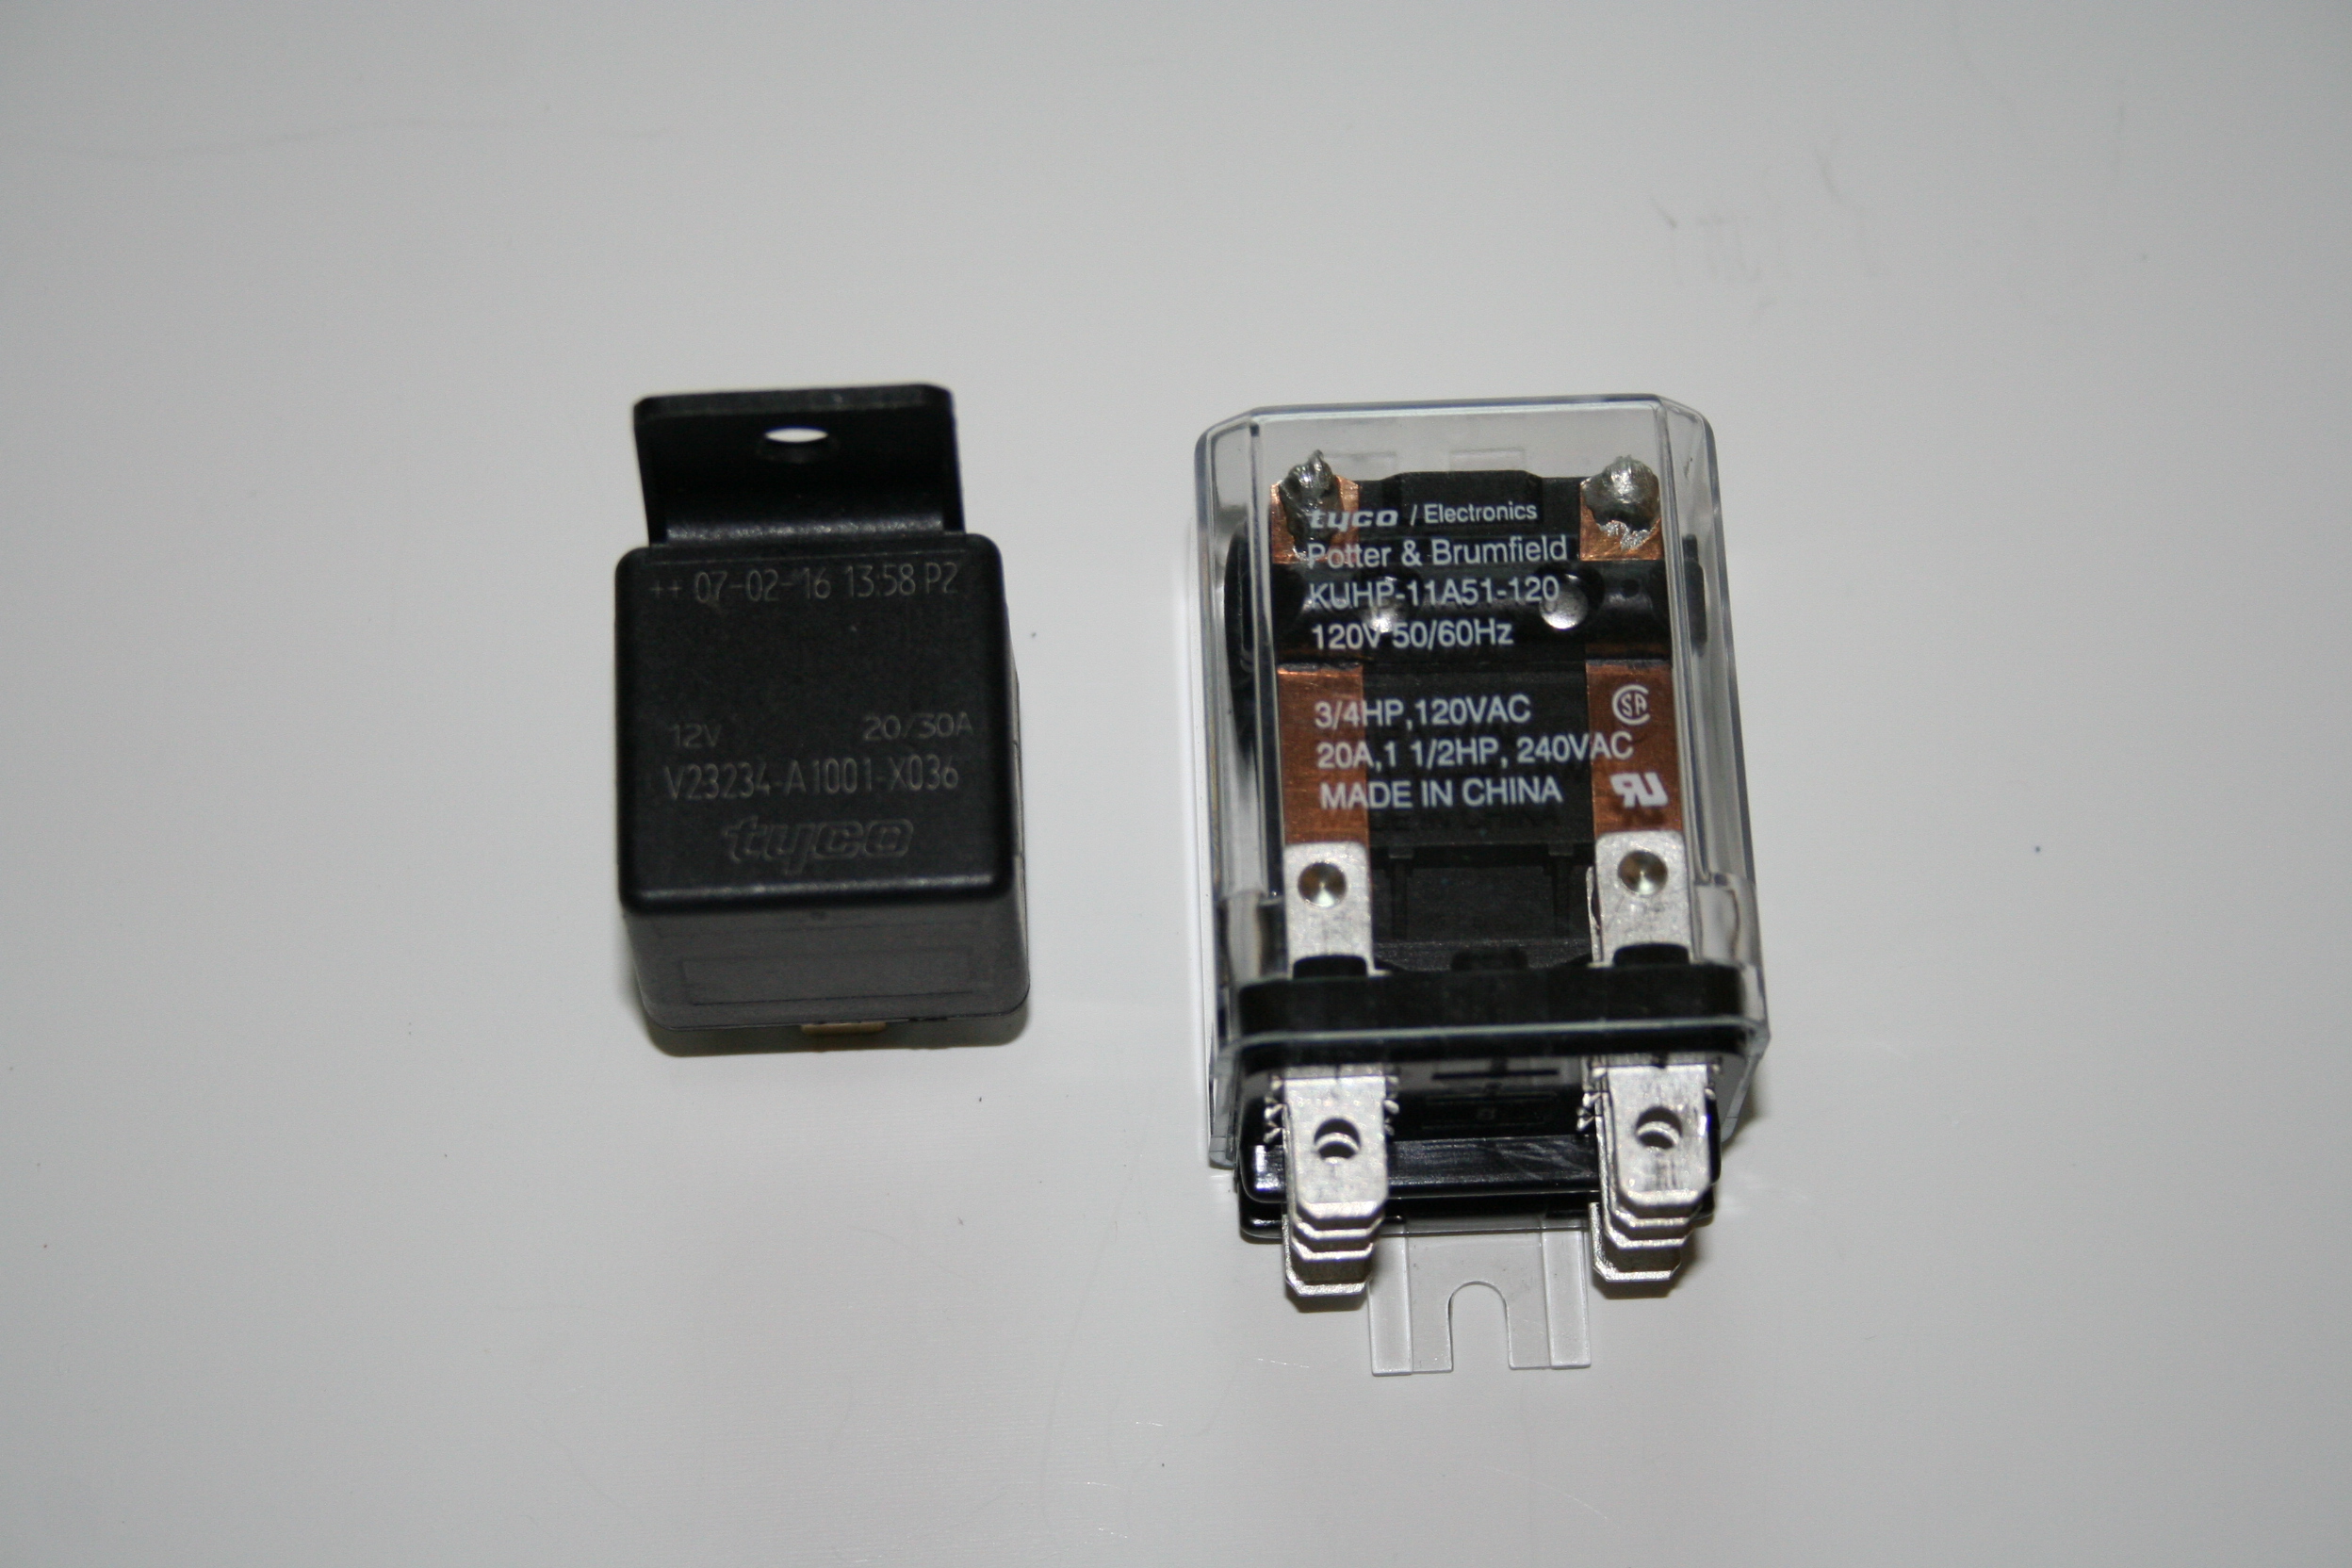 ++ 07-02-16 13:58 PZ
12V 20/30A
V23234-A1001-X036
tyco
tyco / Electronics
Potter & Brumfield
KUHP-11A51-120
120V 50/60Hz
3/4HP,120VAC
20A,1 1/2HP, 240VAC
MADE IN CHINA